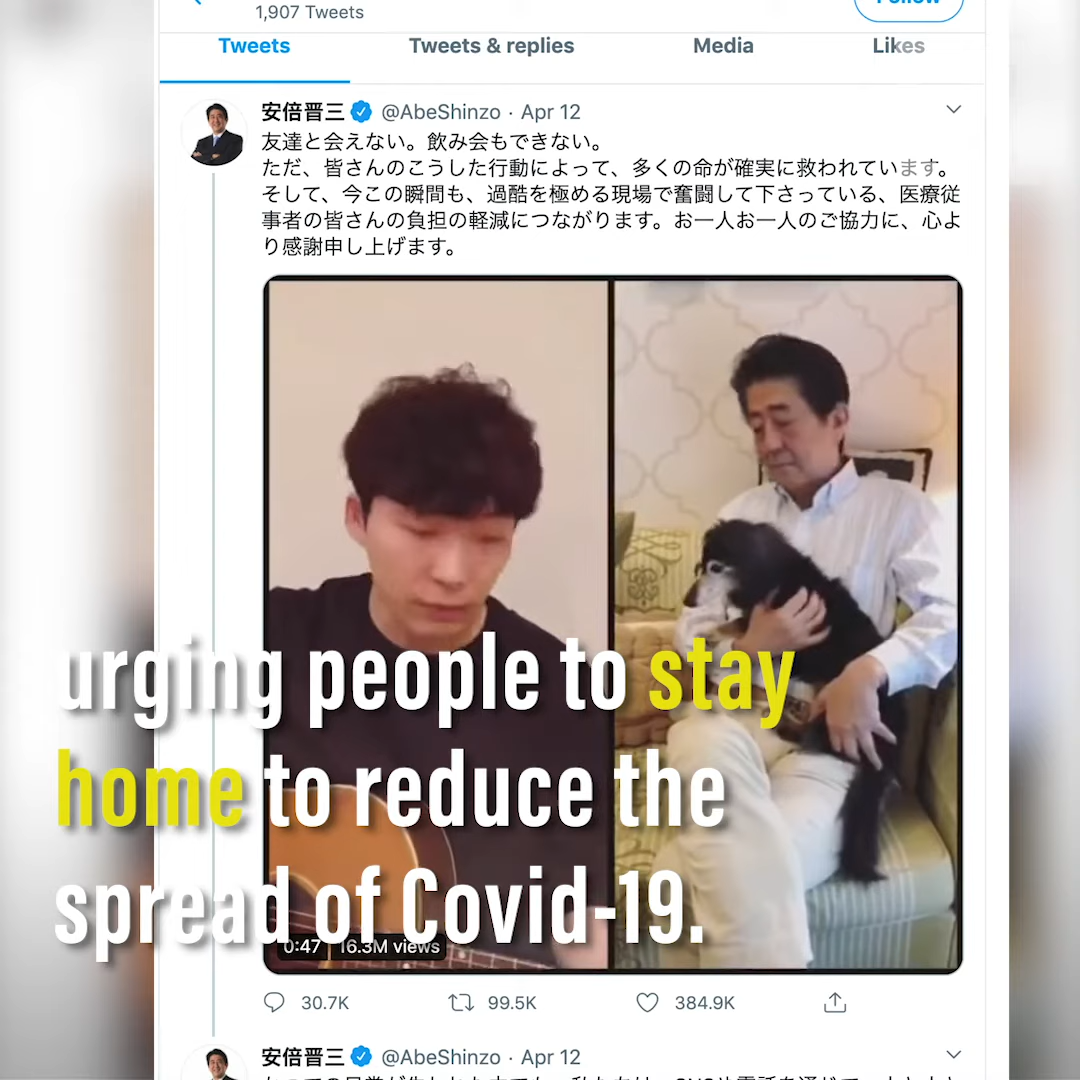 1,907 Tweets
Follow
Tweets
Tweets & replies
Media
Likes
安倍晋三 @AbeShinzo · Apr 12
友達と会えない。飲み会もできない。
ただ、皆さんのこうした行動によって、多くの命が確実に救われています。
そして、今この瞬間も、過酷を極める現場で奮闘して下さっている、医療従
事者の皆さんの負担の軽減につながります。お一人お一人のご協力に、心よ
り感謝申し上げます。
urging people to stay
home to reduce the
spread of Covid-19.
0:47 16.3M views
30.7K
99.5K
384.9K
安倍晋三 @AbeShinzo · Apr 12